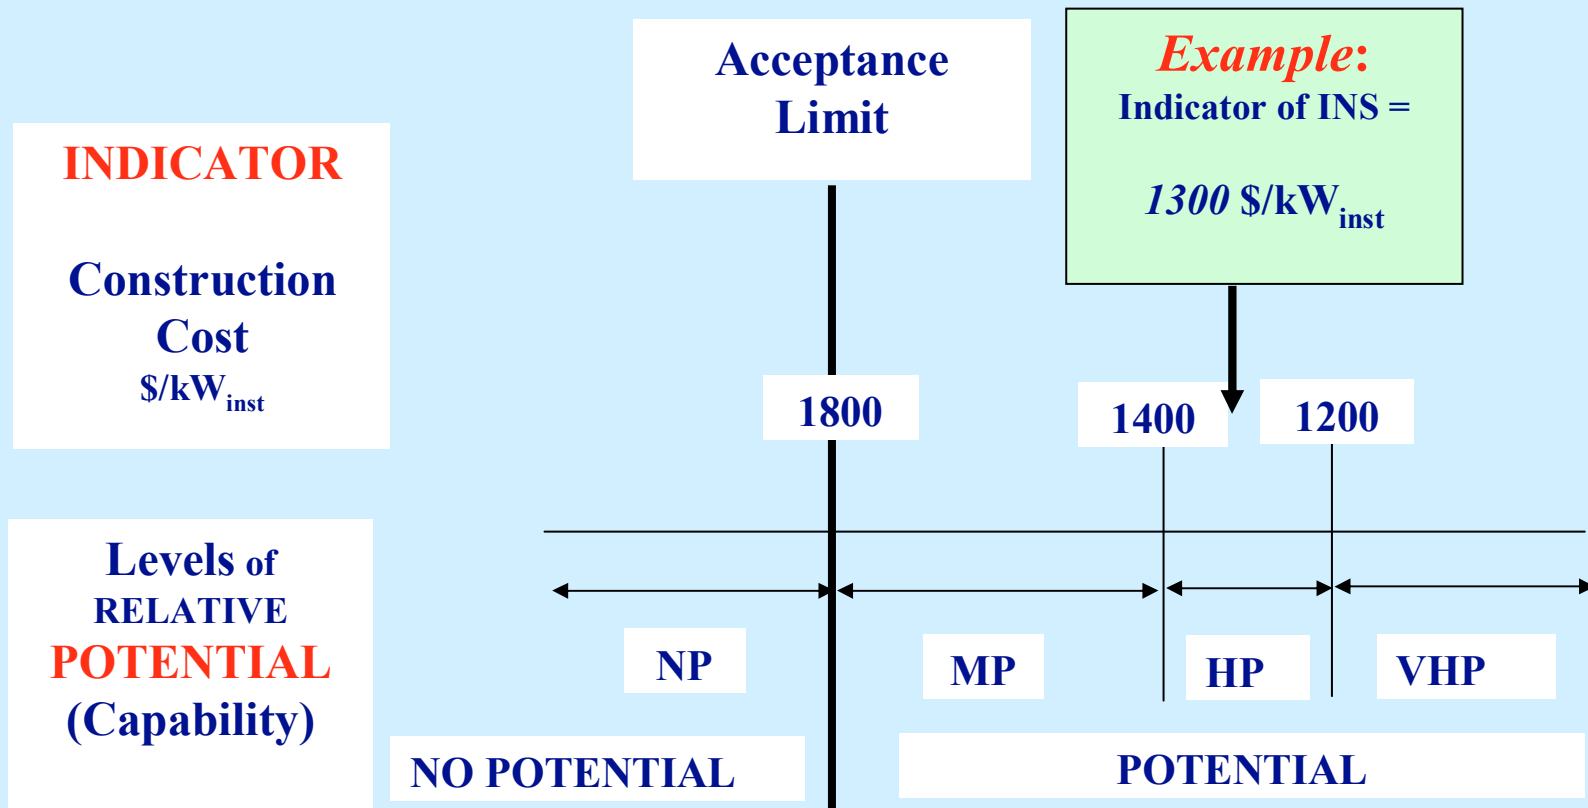 INDICATOR
Construction
Cost
$/kWinst
Acceptance
Limit
Example:
Indicator of INS =
1300 $/kWinst
1800
1400
1200
Levels of
RELATIVE
POTENTIAL
(Capability)
NP
MP
HP
VHP
NO POTENTIAL
POTENTIAL